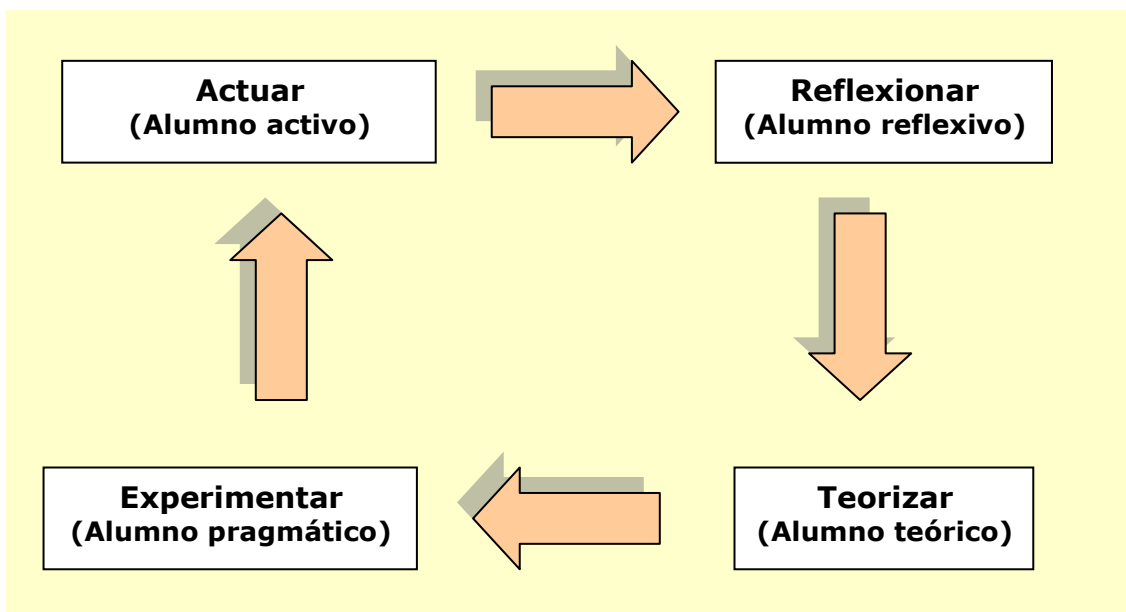 Actuar
(Alumno activo)
Reflexionar
(Alumno reflexivo)
Experimentar
(Alumno pragmático)
Teorizar
(Alumno teórico)